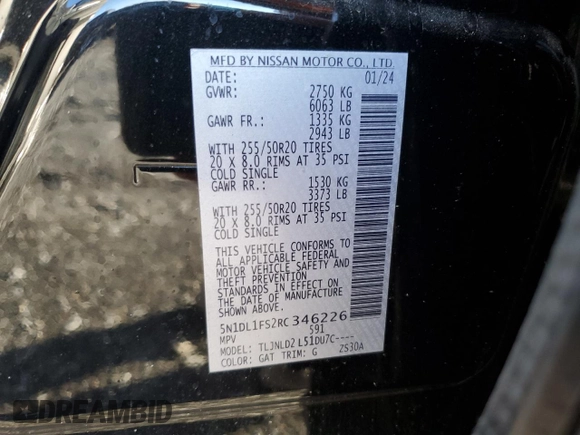 MFD BY NISSAN MOTOR CO., LTD.
DATE: 01/24
GVWR: 2750 KG
6063 LB
GAWR FR.: 1335 KG
2943 LB
WITH 255/50R20 TIRES
20 X 8.0 RIMS AT 35 PSI
COLD SINGLE
GAWR RR.: 1530 KG
3373 LB
WITH 255/50R20 TIRES
20 X 8.0 RIMS AT 35 PSI
COLD SINGLE
THIS VEHICLE CONFORMS TO
ALL APPLICABLE FEDERAL
MOTOR VEHICLE SAFETY AND
THEFT PREVENTION
STANDARDS IN EFFECT ON
THE DATE OF MANUFACTURE
SHOWN ABOVE.
5N1DL1FS2RC346226
MPV S91
MODEL: TLJNLD2 L51DU7C----
COLOR: GAT TRIM: G ZS30A
DREAMBID